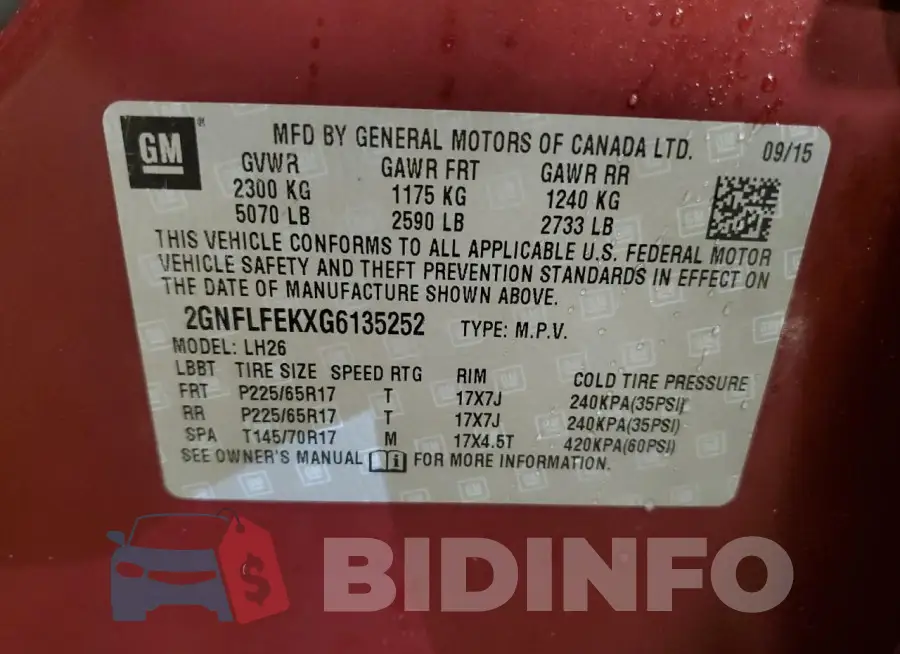 GM
MFD BY GENERAL MOTORS OF CANADA LTD. 09/15
GVWR GAWR FRT GAWR RR
2300 KG 1175 KG 1240 KG
5070 LB 2590 LB 2733 LB
THIS VEHICLE CONFORMS TO ALL APPLICABLE U.S. FEDERAL MOTOR
VEHICLE SAFETY AND THEFT PREVENTION STANDARDS IN EFFECT ON
THE DATE OF MANUFACTURE SHOWN ABOVE.
2GNFLFEKXG6135252 TYPE: M.P.V.
MODEL: LH26
LBBT TIRE SIZE SPEED RTG RIM COLD TIRE PRESSURE
FRT P225/65R17 T 17X7J 240KPA(35PSI)
RR P225/65R17 T 17X7J 240KPA(35PSI)
SPA T145/70R17 M 17X4.5T 420KPA(60PSI)
SEE OWNER'S MANUAL i FOR MORE INFORMATION.
$ BIDINFO